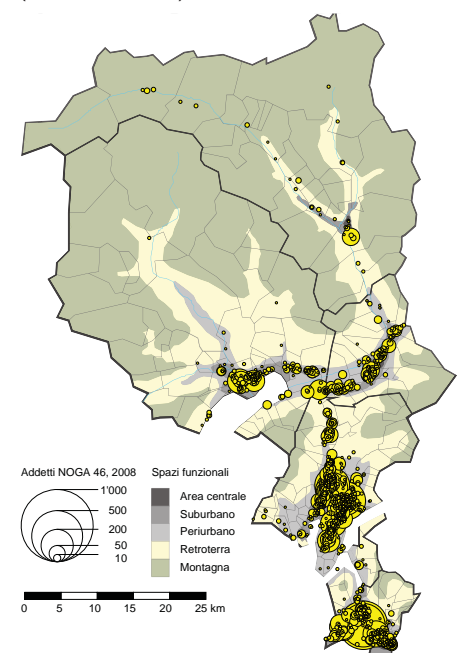 Addetti NOGA 46, 2008
1'000
500
200
50
10
Spazi funzionali
Area centrale
Suburbano
Periurbano
Retroterra
Montagna
0 5 10 15 20 25 km